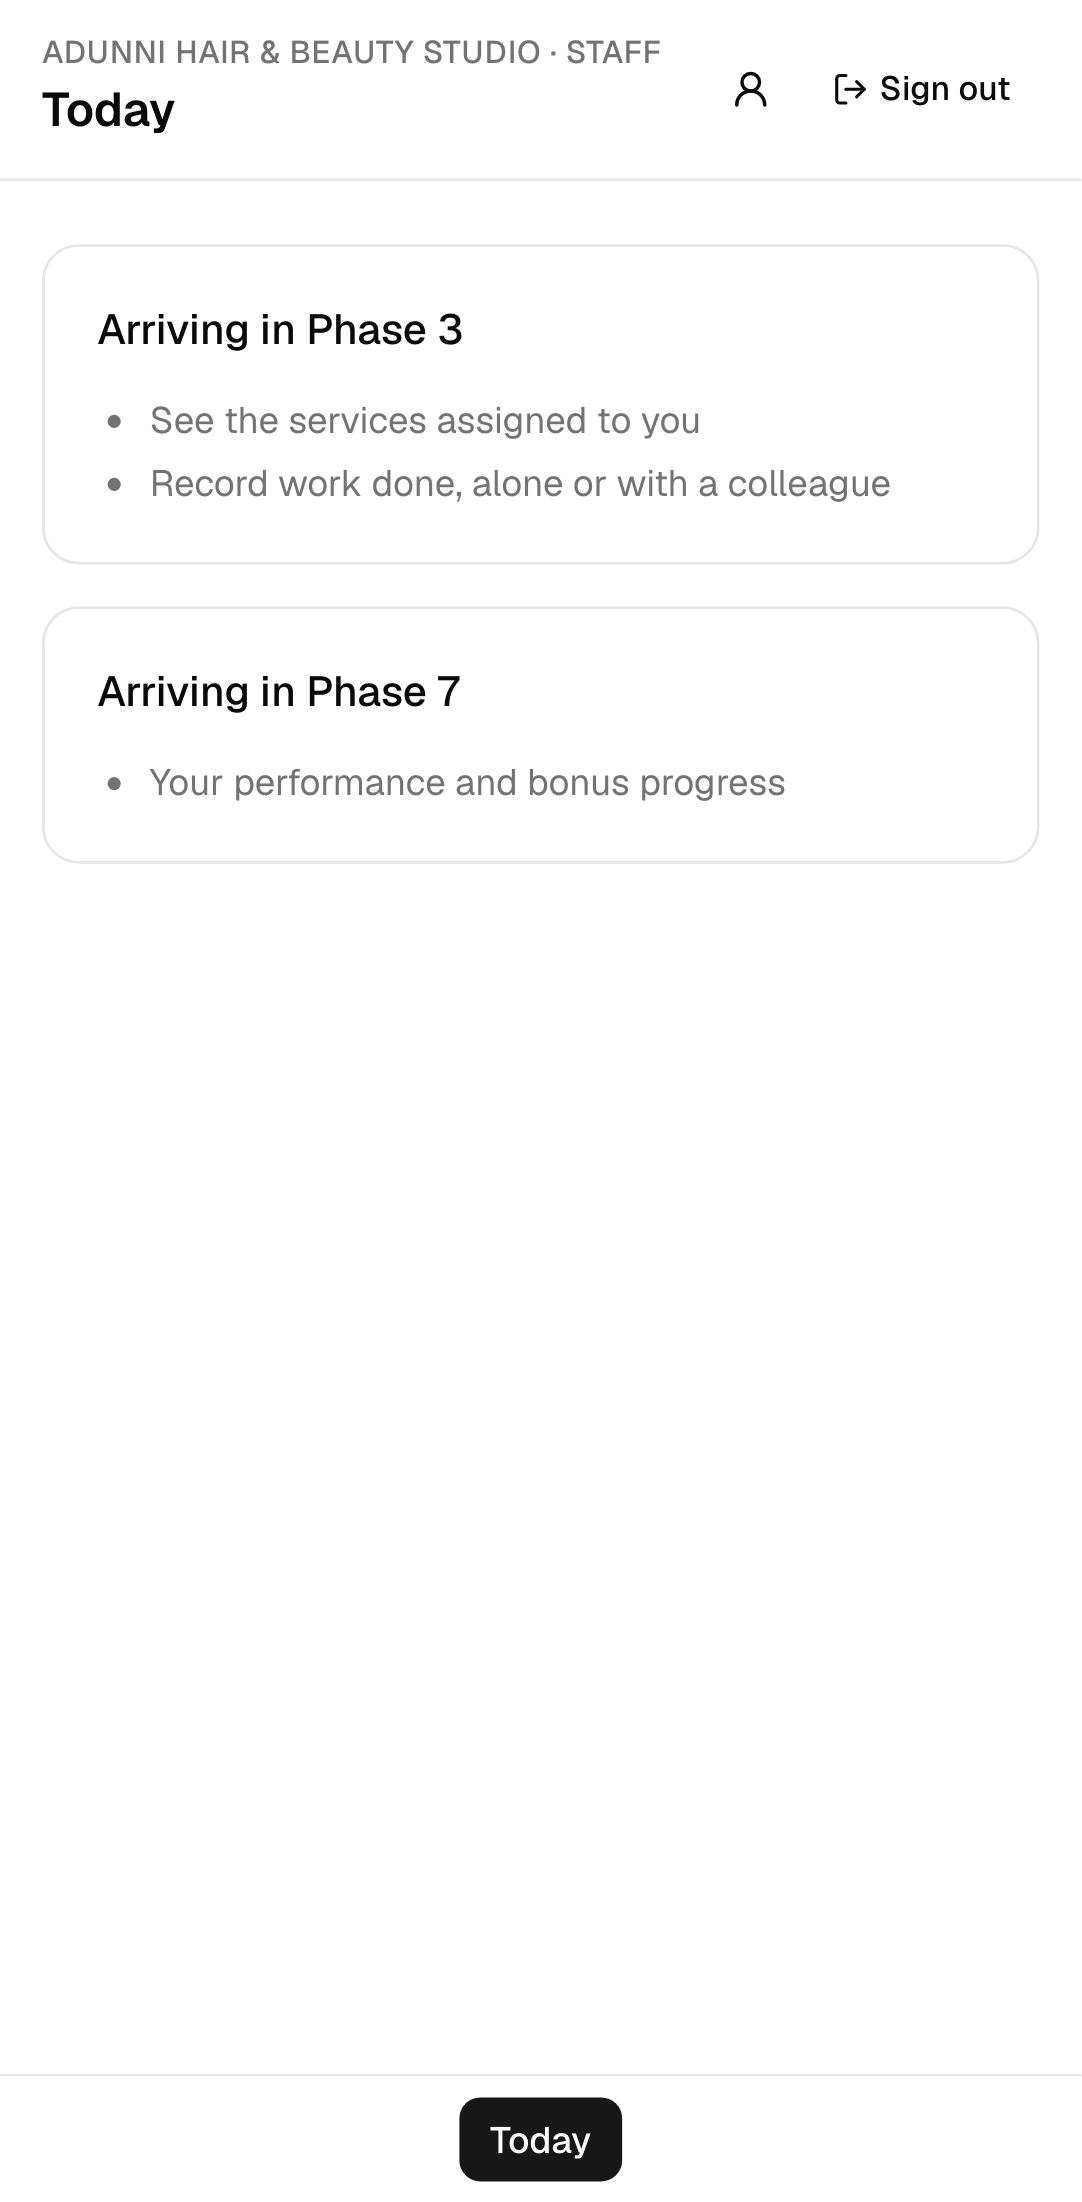 ADUNNI HAIR & BEAUTY STUDIO · STAFF
Today
Sign out
Arriving in Phase 3
• See the services assigned to you
• Record work done, alone or with a colleague
Arriving in Phase 7
• Your performance and bonus progress
Today